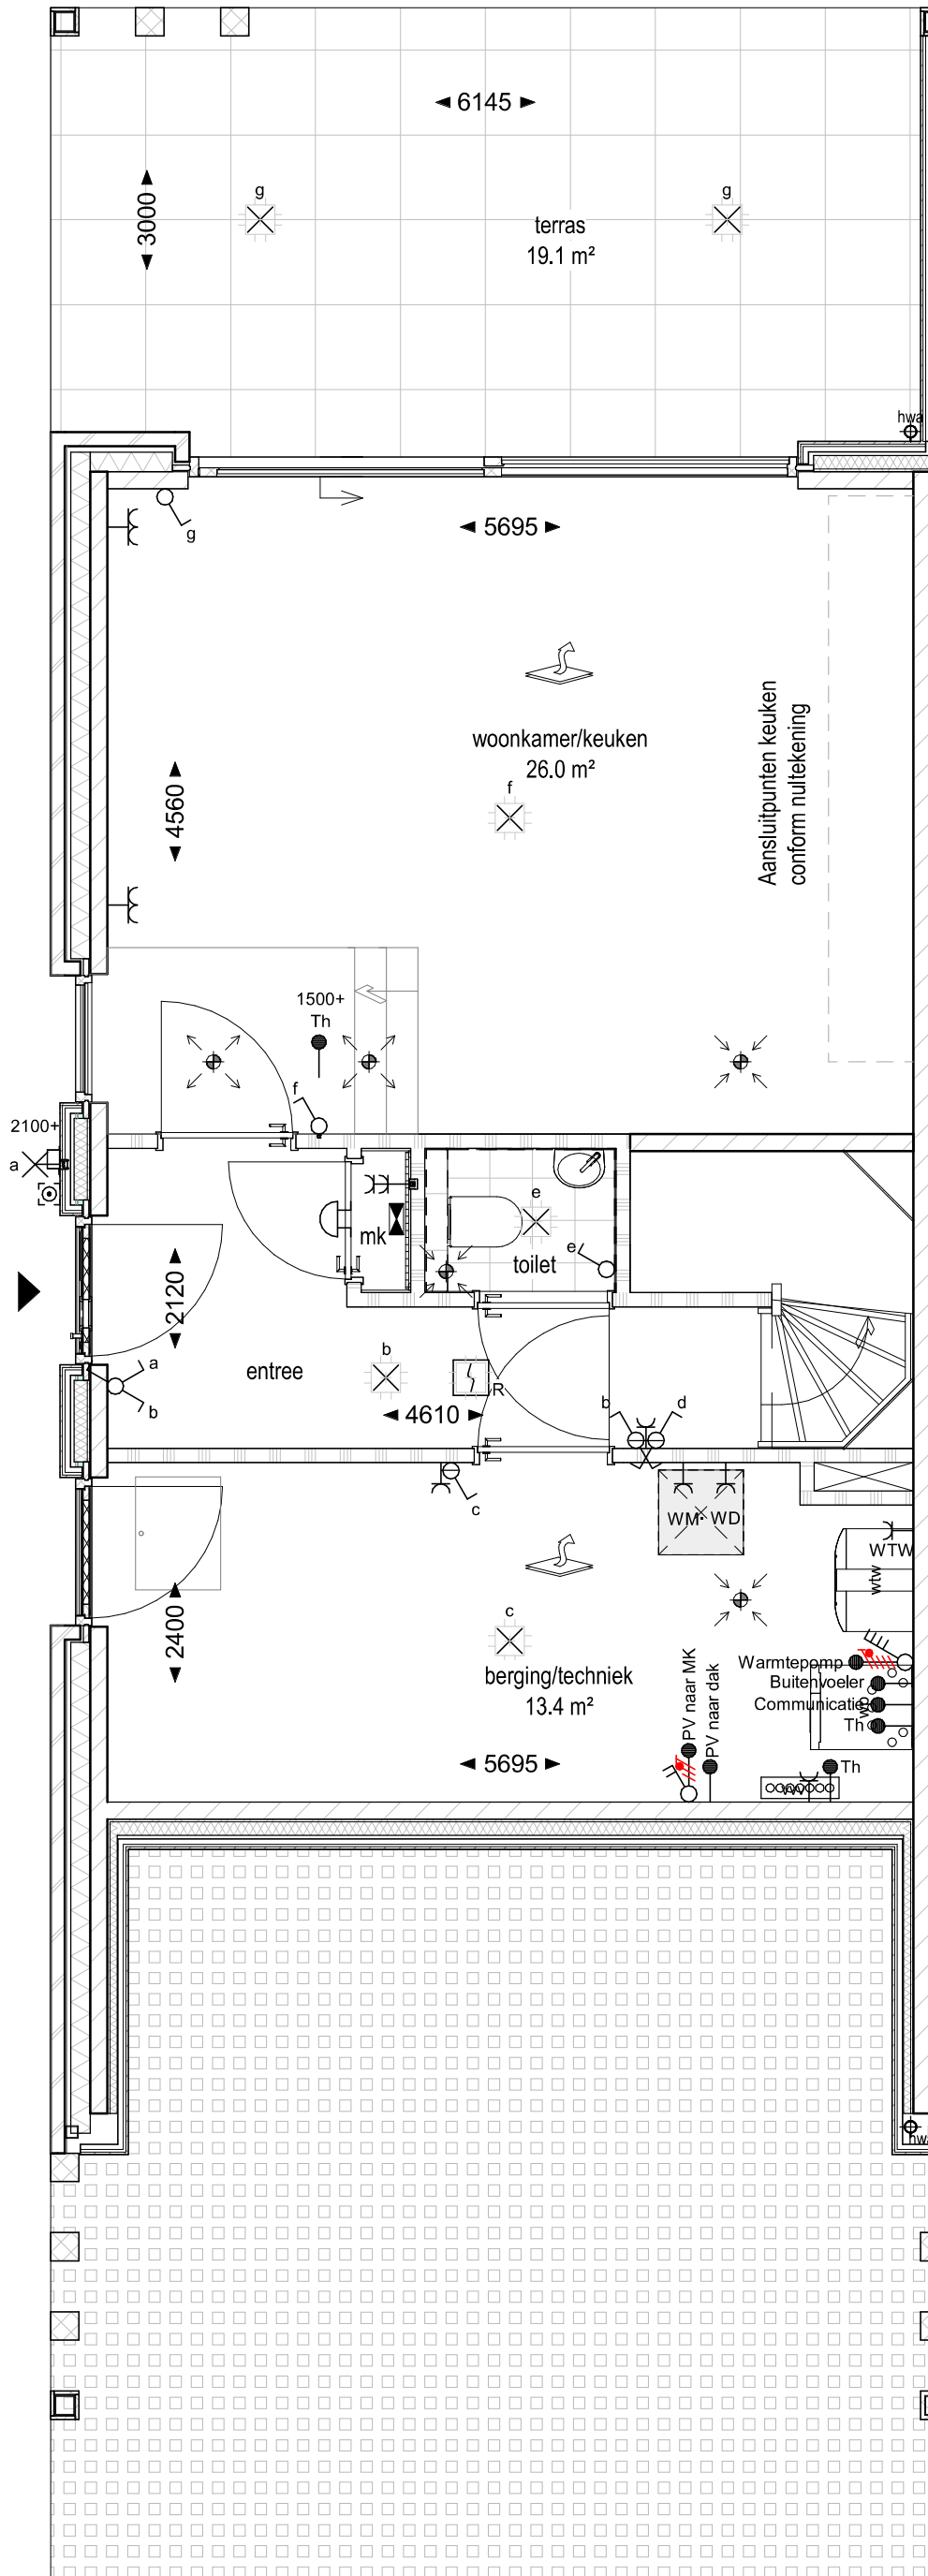 6145
3000
g
g
terras
19.1 m²
hwa
g
5695
woonkamer/keuken
26.0 m²
f
4560
Aansluitpunten keuken
conform nultekening
1500+
Th
f
2100+
a
mk
e
e
toilet
2120
entree
b
a
b
R
4610
b
d
c
WM
WD
WTW
wtw
2400
c
berging/techniek
13.4 m²
Warmtepomp
Buitenvoeler
Communicatie
wp
Th
PV naar MK
PV naar dak
5695
Th
vv
hwa